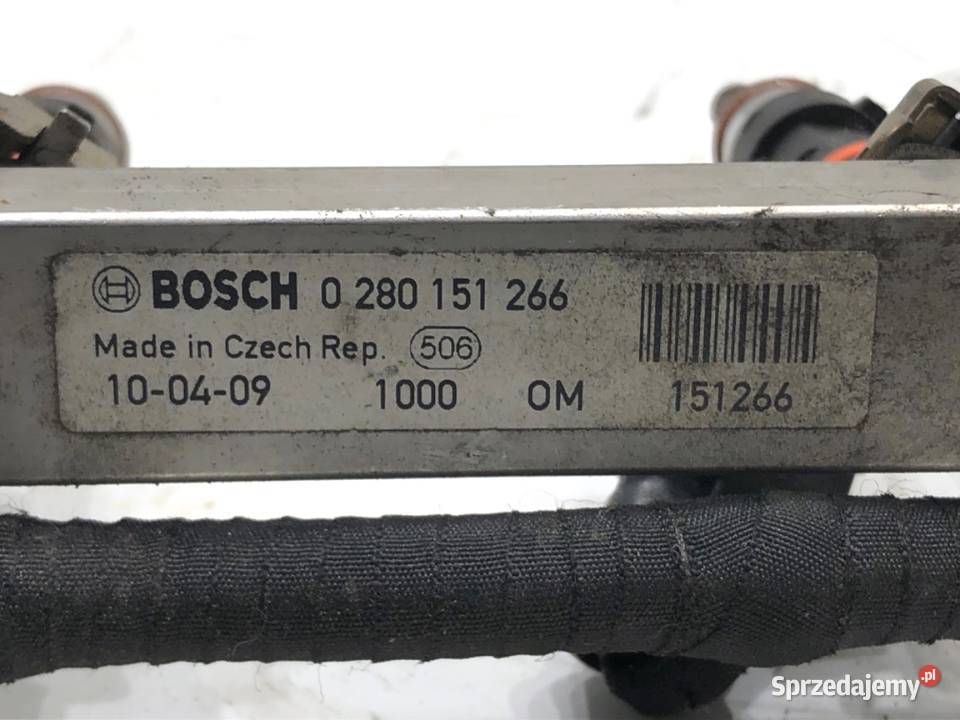 BOSCH 0 280 151 266
Made in Czech Rep. 506
10-04-09 1000 OM 151266
Sprzedajemy.pl